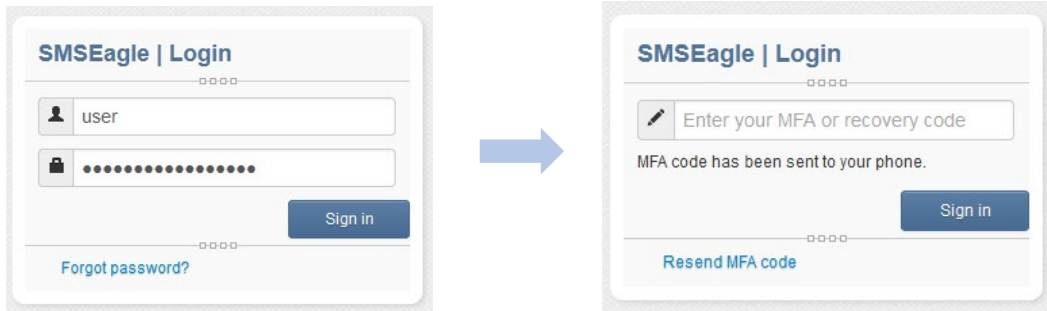 SMSEagle | Login
user
•••••••••••••••••
Sign in
Forgot password?
SMSEagle | Login
Enter your MFA or recovery code
MFA code has been sent to your phone.
Sign in
Resend MFA code